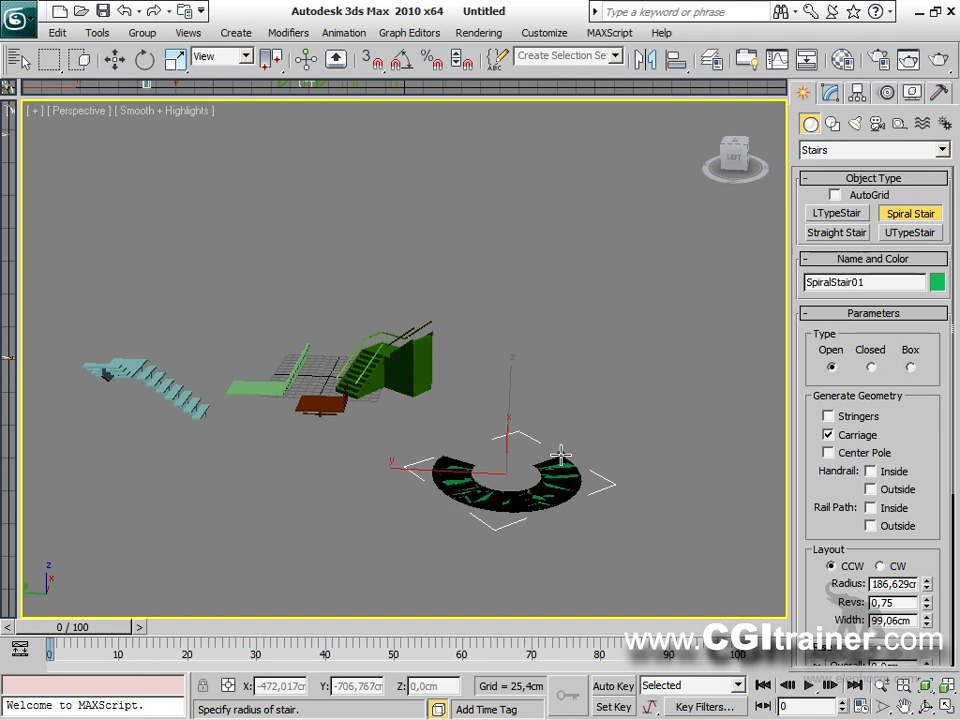 Autodesk 3ds Max 2010 x64 Untitled
Type a keyword or phrase
Edit Tools Group Views Create Modifiers Animation Graph Editors Rendering Customize MAXScript Help
View
3
Create Selection Se
ABC
[ + ] [ Perspective ] [ Smooth + Highlights ]
LEFT
Stairs
- Object Type
AutoGrid
LTypeStair Spiral Stair
Straight Stair UTypeStair
- Name and Color
SpiralStair01
- Parameters
Type
Open Closed Box
Generate Geometry
Stringers
Carriage
Center Pole
Handrail: Inside
Outside
Rail Path: Inside
Outside
Layout
CCW CW
Radius: 186,629cm
Revs: 0,75
Width: 99,06cm
z
x
y
z
x
0 / 100
0 10 20 30 40 50 60 70 80 90 100
www.CGItrainer.com
X: -472,017cm Y: -706,767cm Z: 0,0cm Grid = 25,4cm
Auto Key Selected
Welcome to MAXScript.
Specify radius of stair.
Add Time Tag
Set Key Key Filters...
0